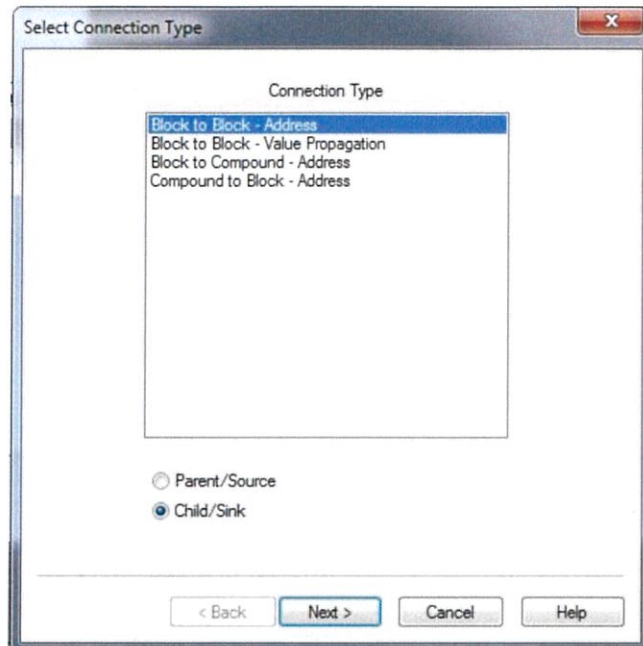 Select Connection Type
Connection Type
Block to Block - Address
Block to Block - Value Propagation
Block to Compound - Address
Compound to Block - Address
Parent/Source
Child/Sink
< Back Next > Cancel Help